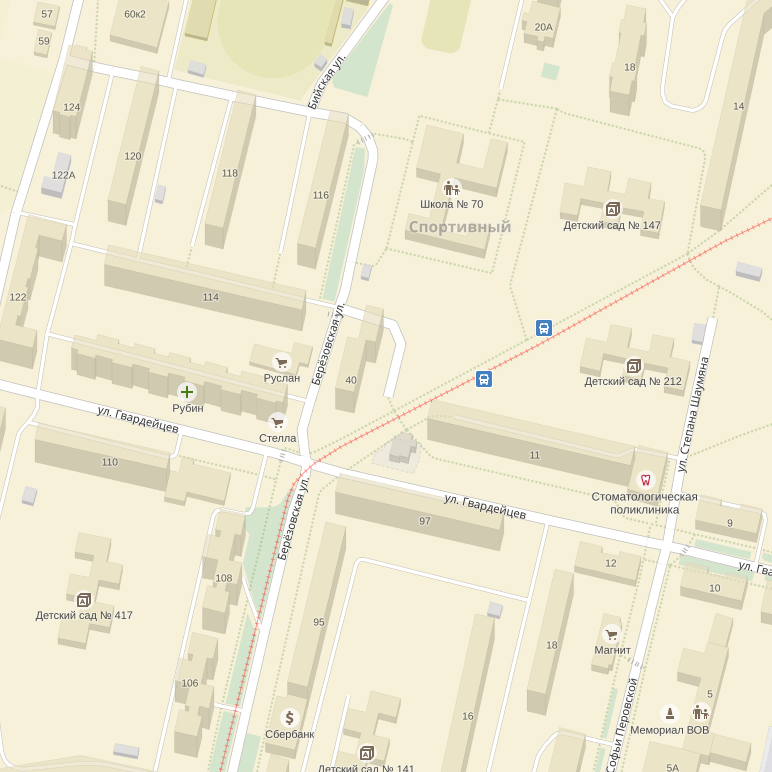 57
60к2
59
20А
18
14
Бийская ул.
124
120
118
116
122А
Школа № 70
Спортивный
Детский сад № 147
122
114
Берёзовская ул.
Руслан
40
Детский сад № 212
Рубин
ул. Гвардейцев
Стелла
ул. Степана Шаумяна
110
11
Стоматологическая
поликлиника
97
ул. Гвардейцев
9
Берёзовская ул.
108
12
ул. Гва
10
Детский сад № 417
95
18
Магнит
106
16
5
Софьи Перовской
Сбербанк
Мемориал ВОВ
Детский сад № 141
5А